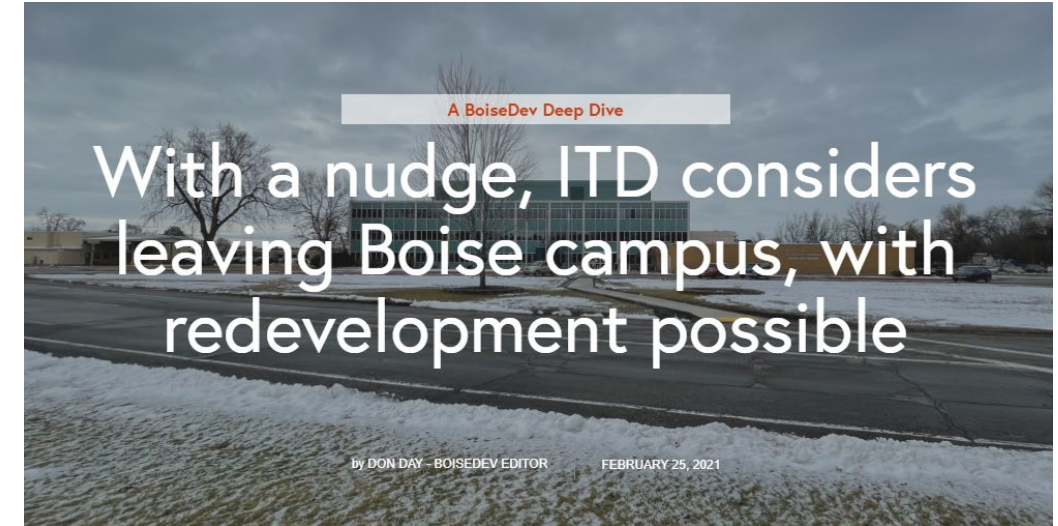 A BoiseDev Deep Dive
With a nudge, ITD considers
leaving Boise campus, with
redevelopment possible
by DON DAY - BOISEDEV EDITOR
FEBRUARY 25, 2021